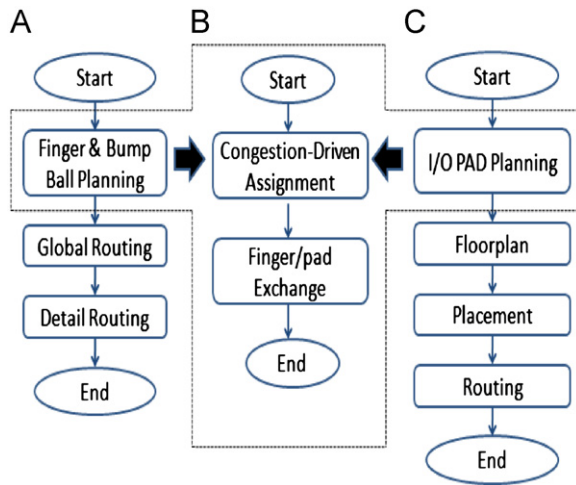 A
B
C
Start
Finger & Bump
Ball Planning
Global Routing
Detail Routing
End
Start
Congestion-Driven
Assignment
Finger/pad
Exchange
End
Start
I/O PAD Planning
Floorplan
Placement
Routing
End